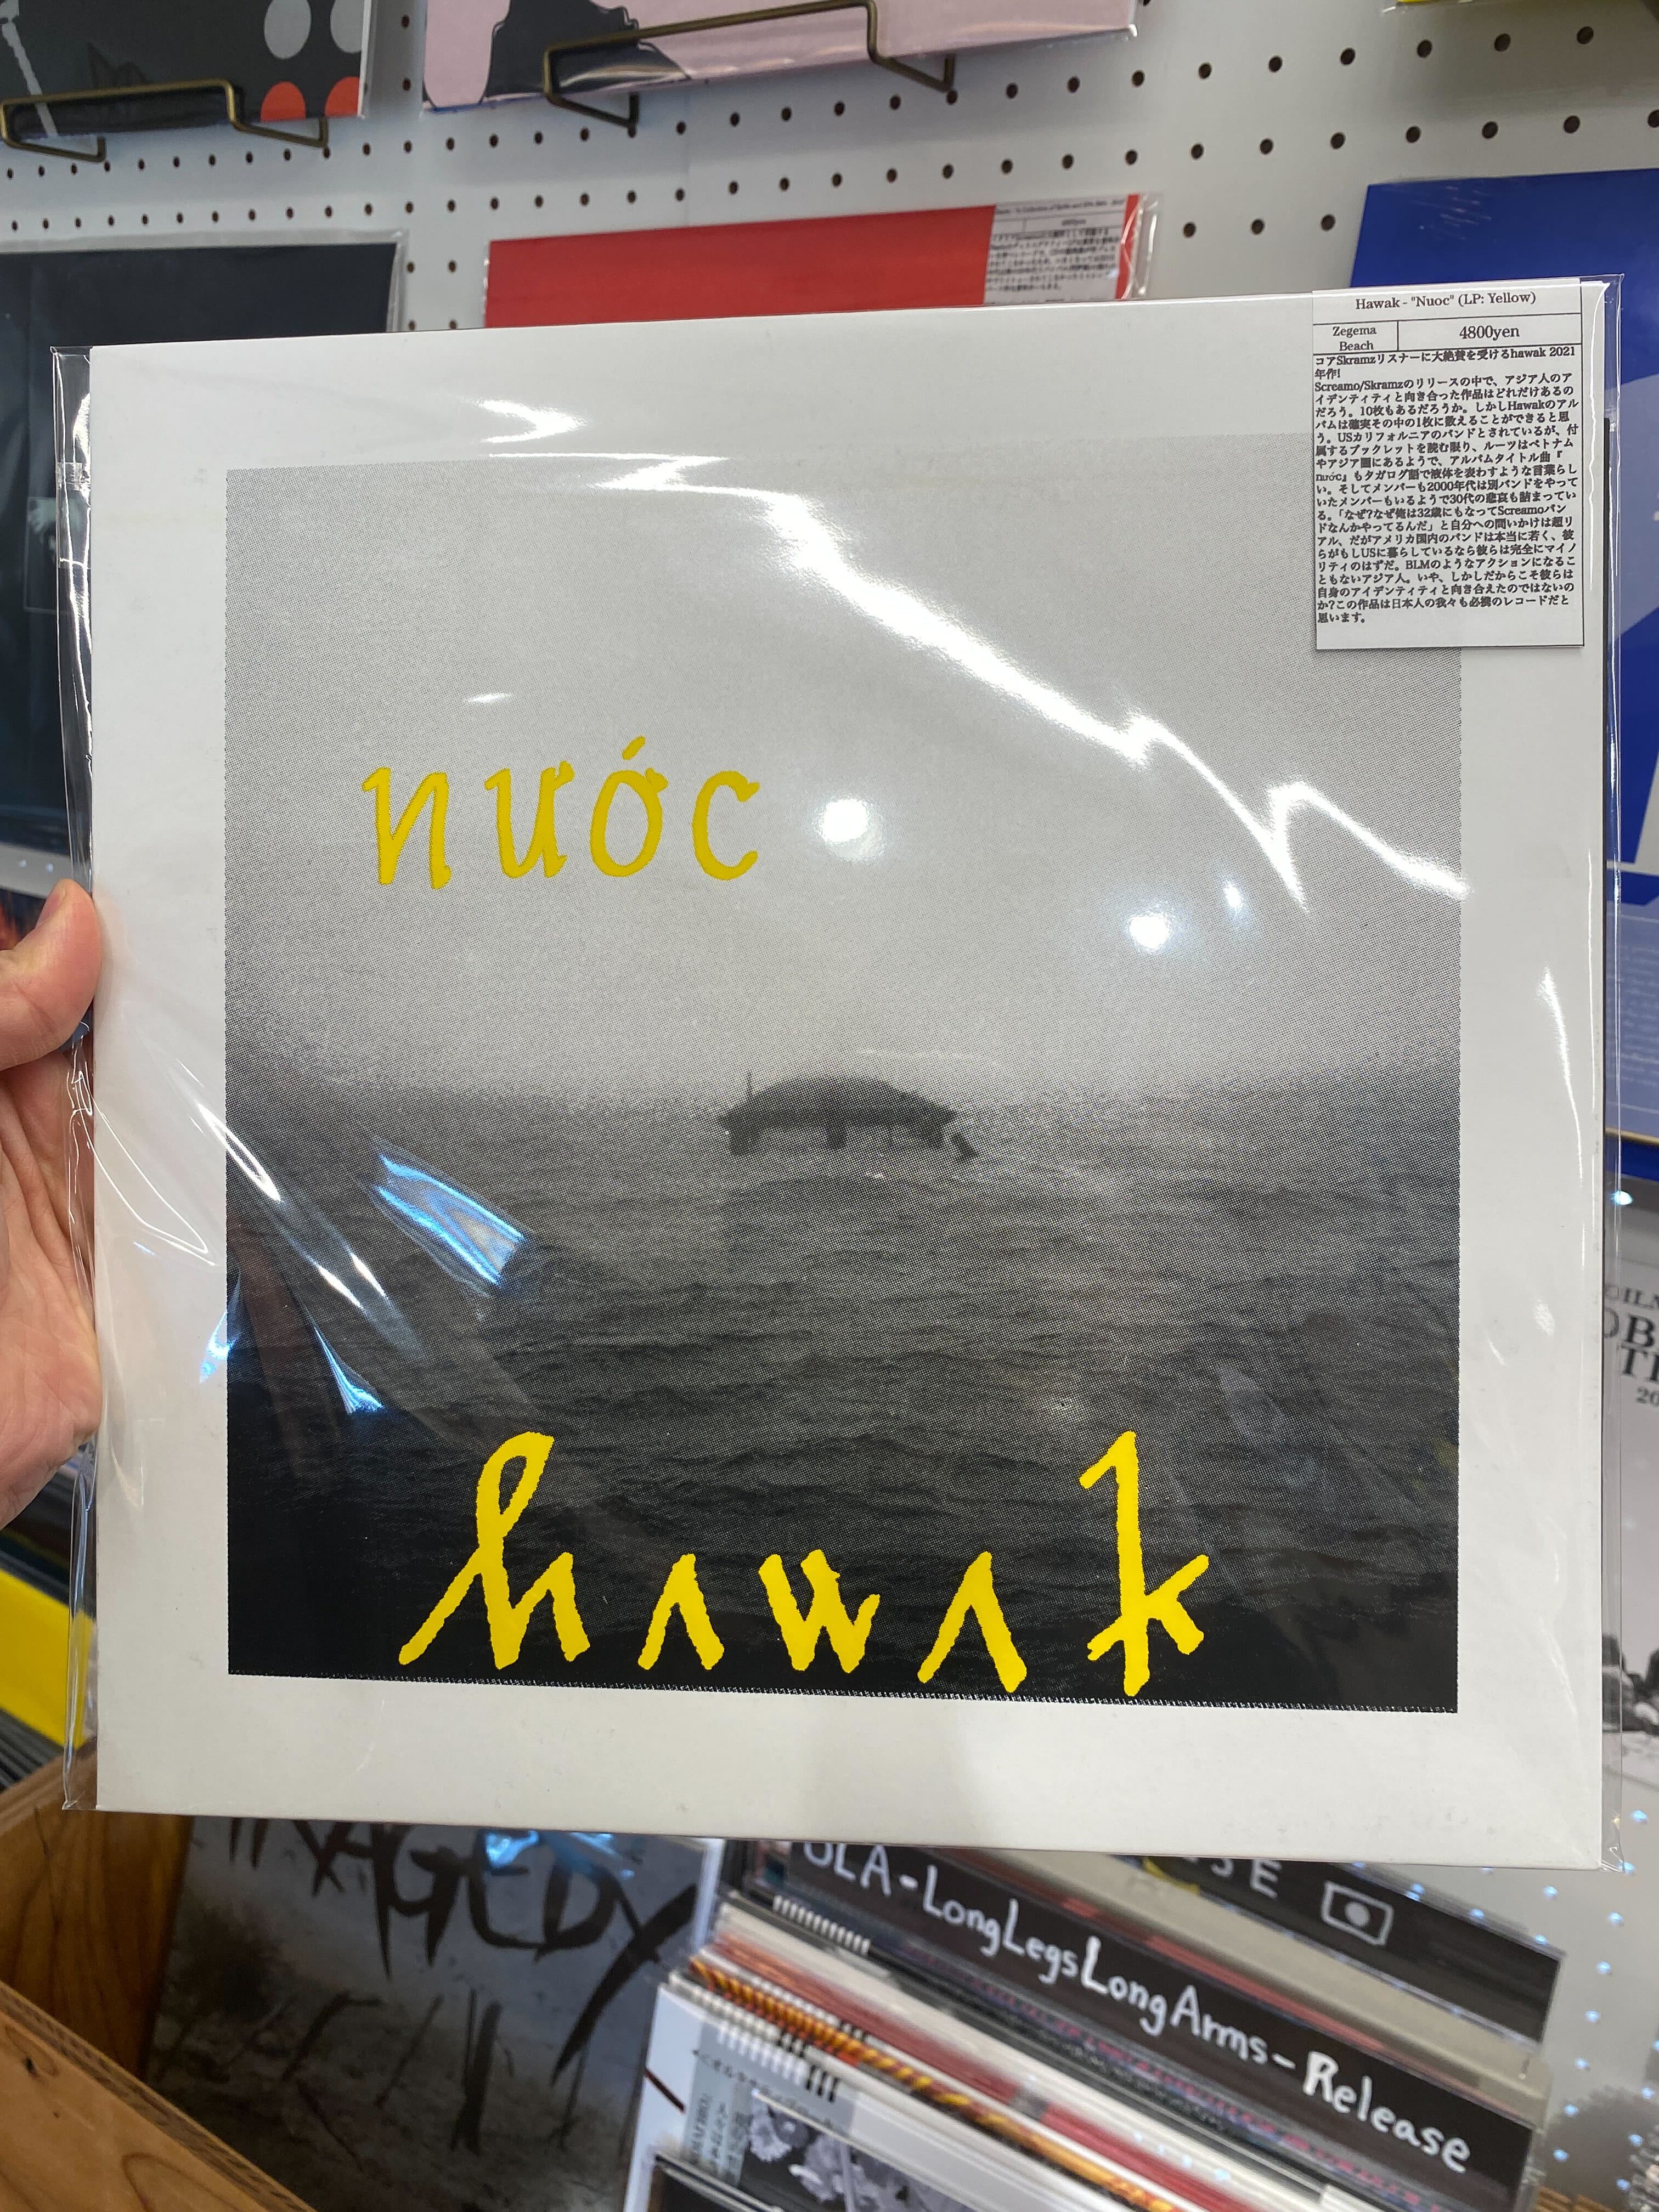 Hawak - "Nuoc" (LP: Yellow)
Zegema
Beach
4800yen
コアSkramzリスナーに大絶賛を受けるhawak 2021
年作!
Screamo/Skramzのリリースの中で、アジア人のア
イデンティティと向き合った作品はどれだけあるの
だろう。10枚もあるだろうか。しかしHawakのアル
バムは確実その中の1枚に数えることができると思
う。USカリフォルニアのバンドとされているが、付
属するブックレットを読む限り、ルーツはベトナム
やアジア圏にあるようで、アルバムタイトル曲『
nước』もタガログ語で液体を表わすような言葉らし
い。そしてメンバーも2000年代は別バンドをやって
いたメンバーもいるようで30代の悲哀も詰まってい
る。「なぜ?なぜ俺は32歳にもなってScreamoバン
ドなんかやってるんだ」と自分への問いかけは超リ
アル、だがアメリカ国内のバンドは本当に若く、彼
らがもしUSに暮らしているなら彼らは完全にマイノ
リティのはずだ。BLMのようなアクションになるこ
ともないアジア人。いや、しかしだからこそ彼らは
自身のアイデンティティと向き合えたのではないの
か?この作品は日本人の我々も必携のレコードだと
思います。
nước
hawak
TRAGEDY
OLA-LongLegsLongArms-Release